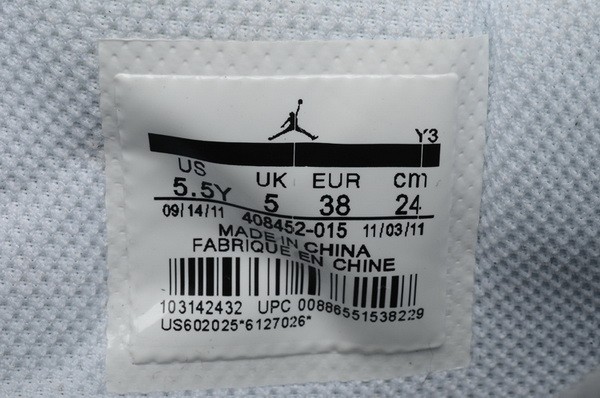 Y3
US UK EUR cm
5.5Y 5 38 24
09/14/11 408452-015 11/03/11
MADE IN CHINA
FABRIQUE EN CHINE
103142432 UPC 00886551538229
US602025*6127026*